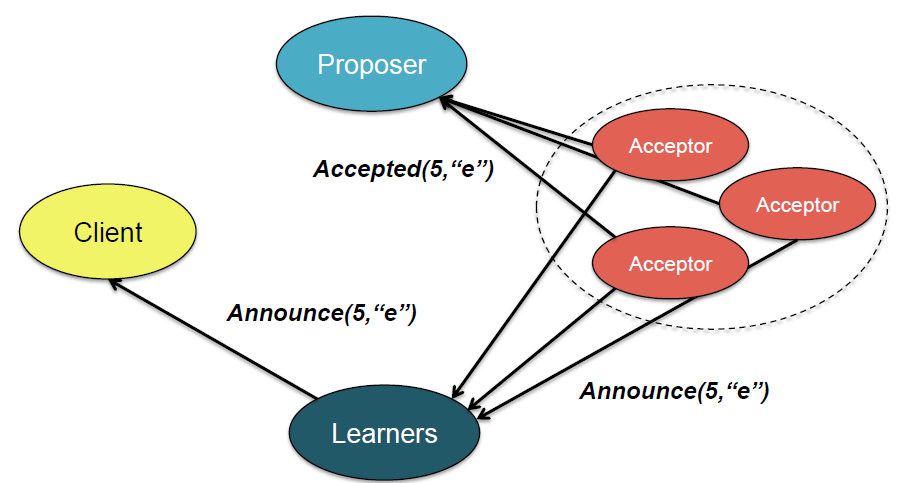 Proposer
Acceptor
Accepted(5,“e”)
Acceptor
Client
Acceptor
Announce(5,“e”)
Announce(5,“e”)
Learners